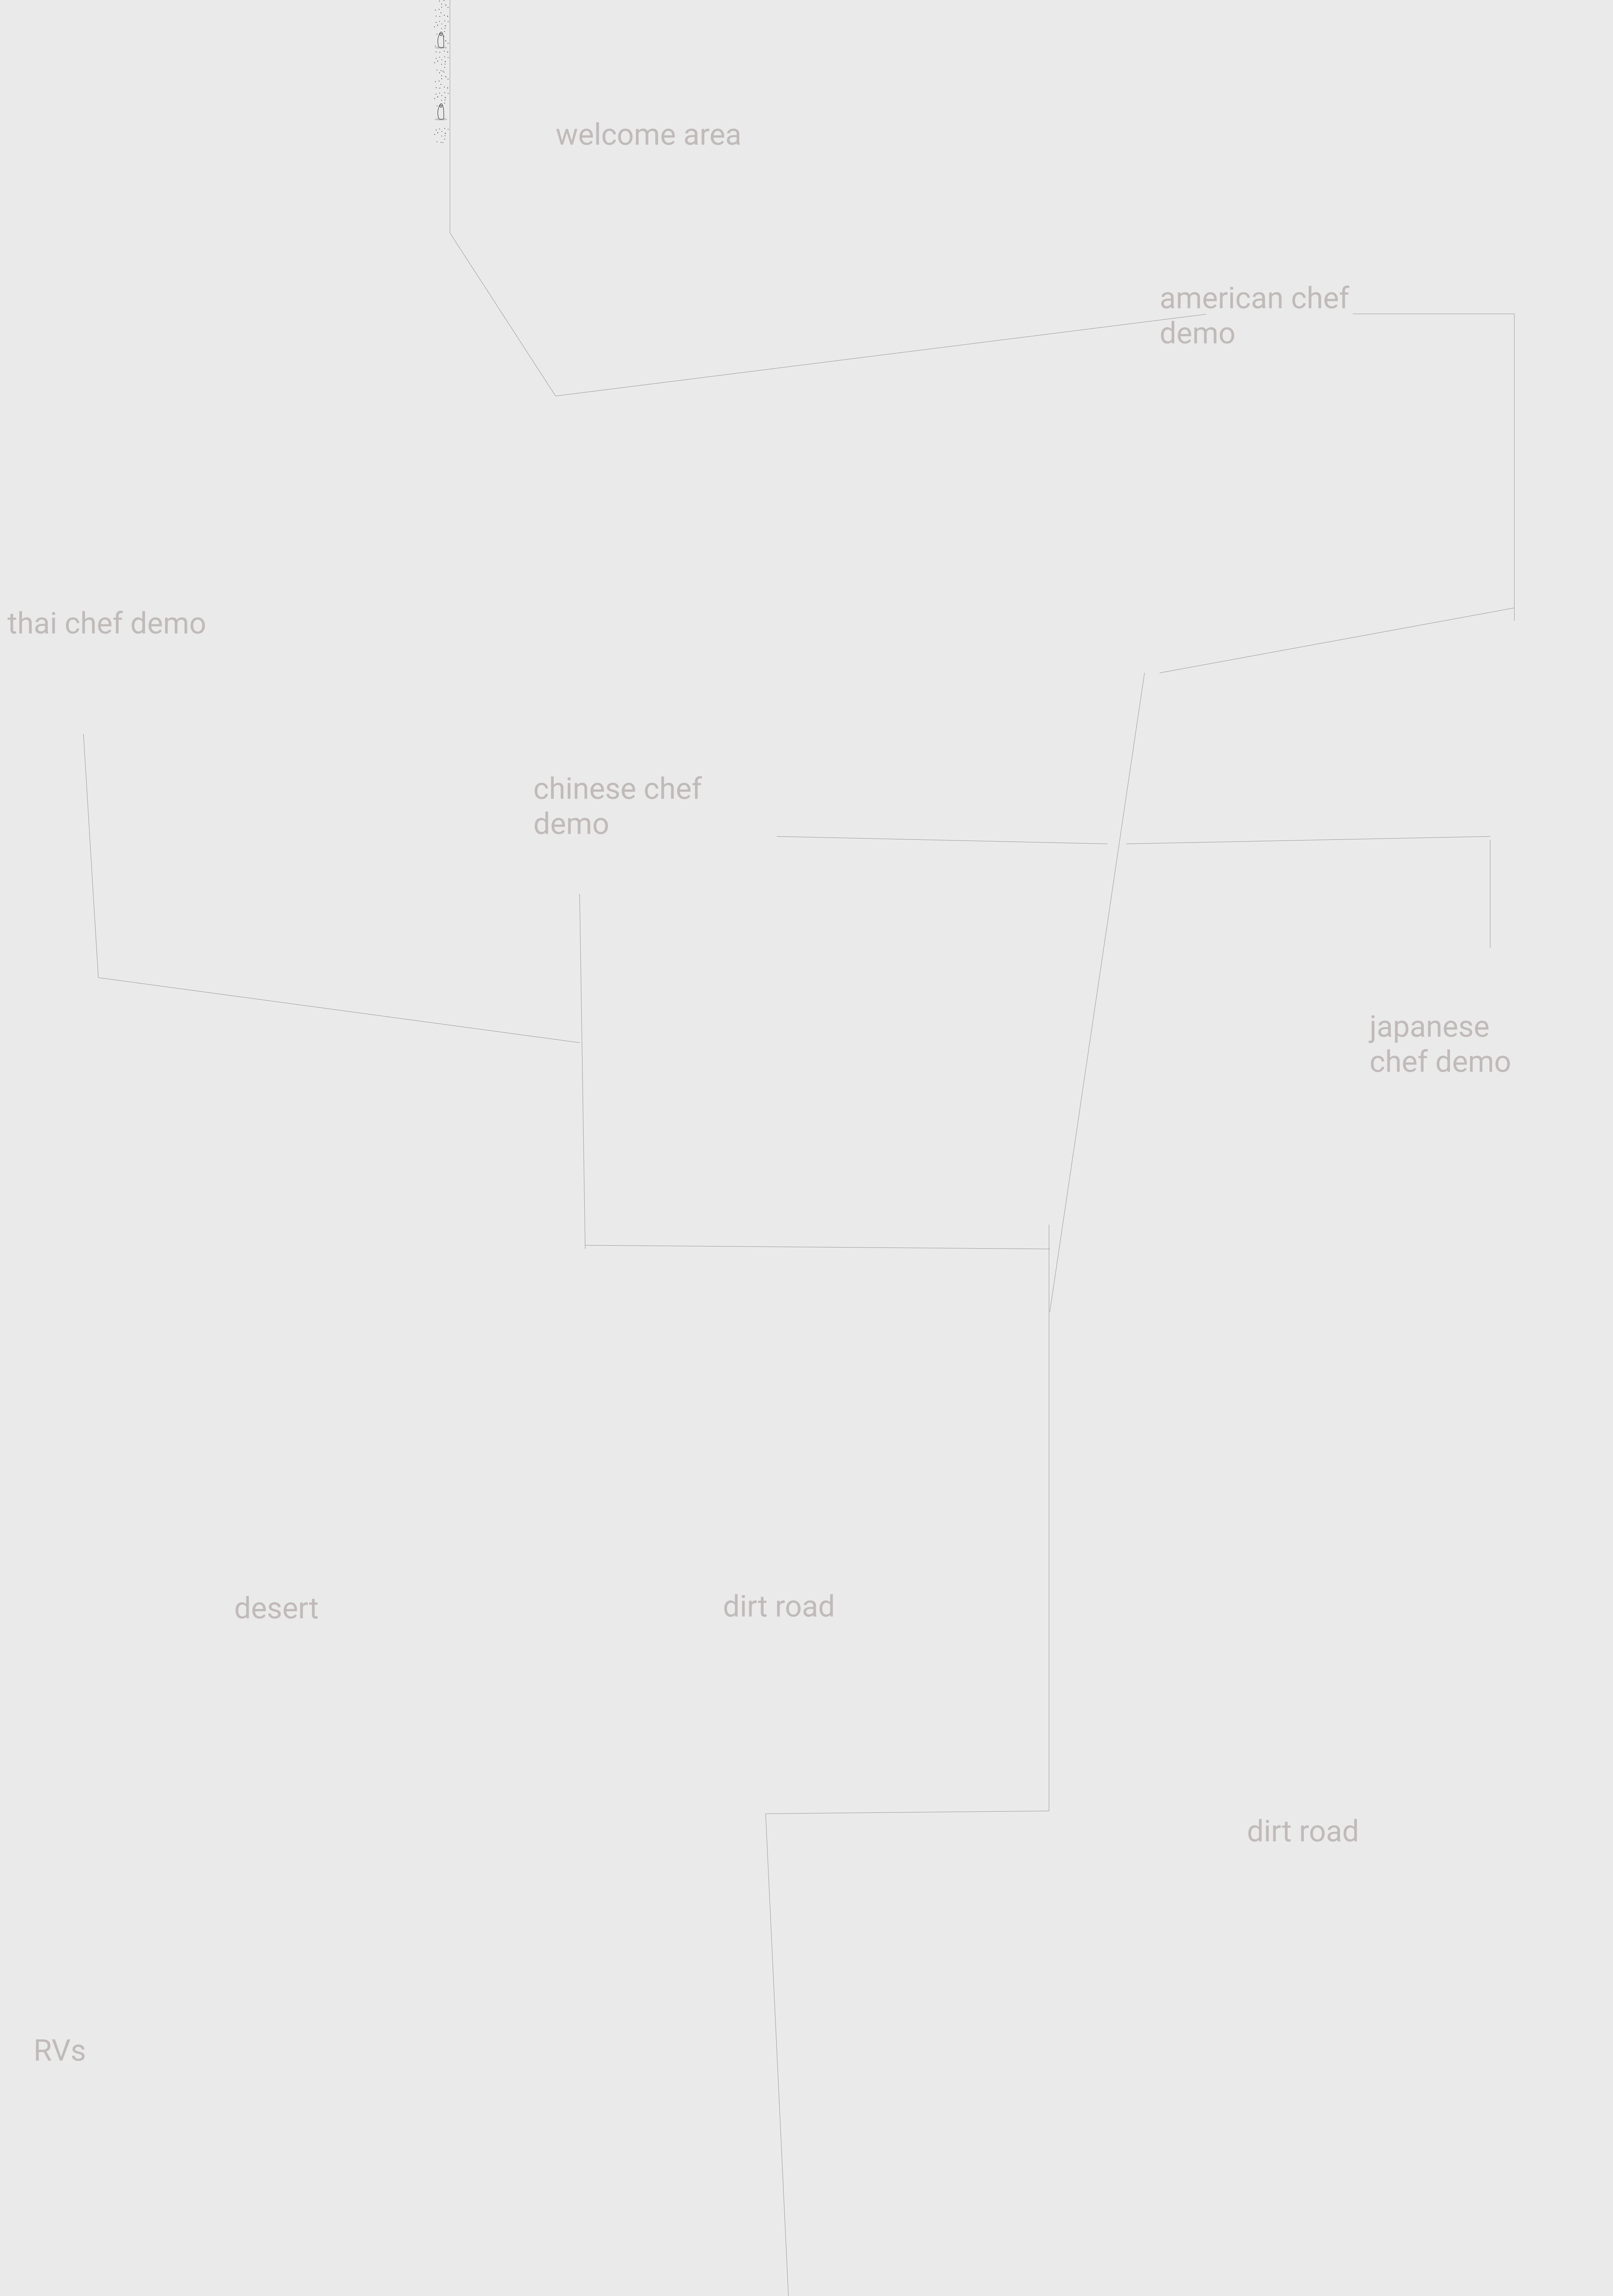 welcome area
american chef
demo
thai chef demo
chinese chef
demo
japanese
chef demo
desert
dirt road
dirt road
RVs